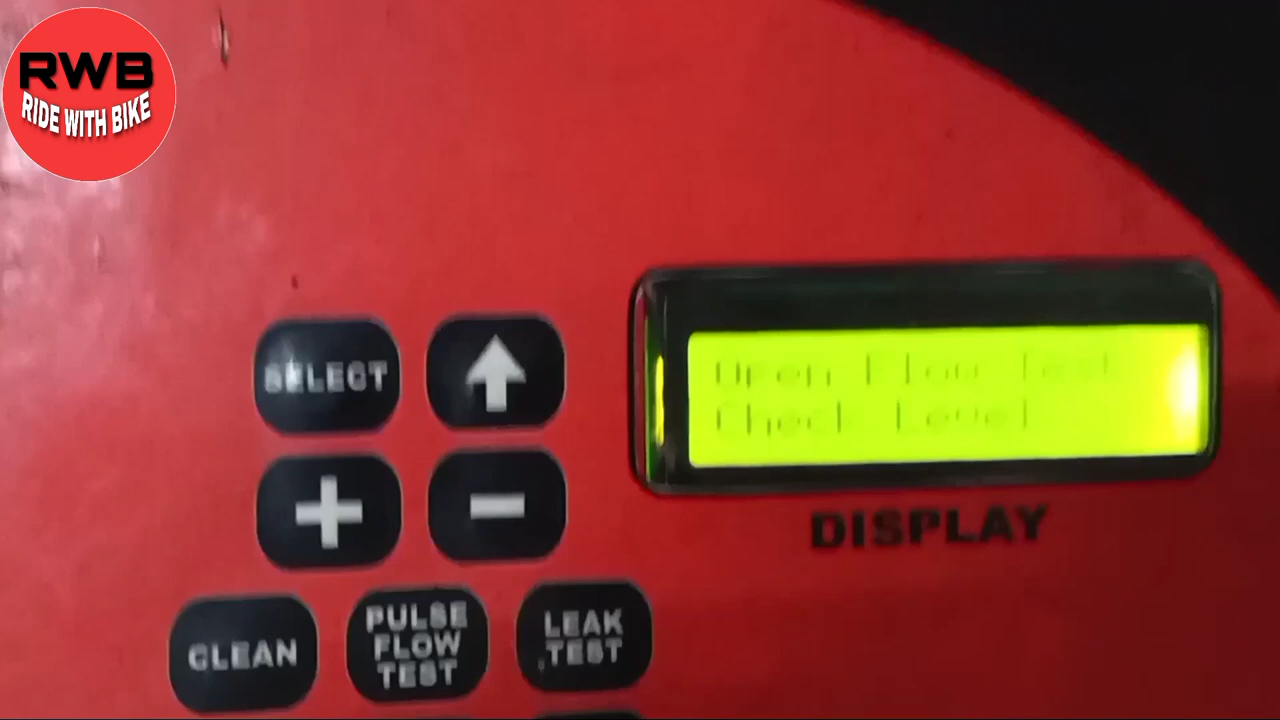 RWB
RIDE WITH BIKE
SELECT
Open Flow Test
Check Level
DISPLAY
CLEAN
PULSE
FLOW
TEST
LEAK
TEST